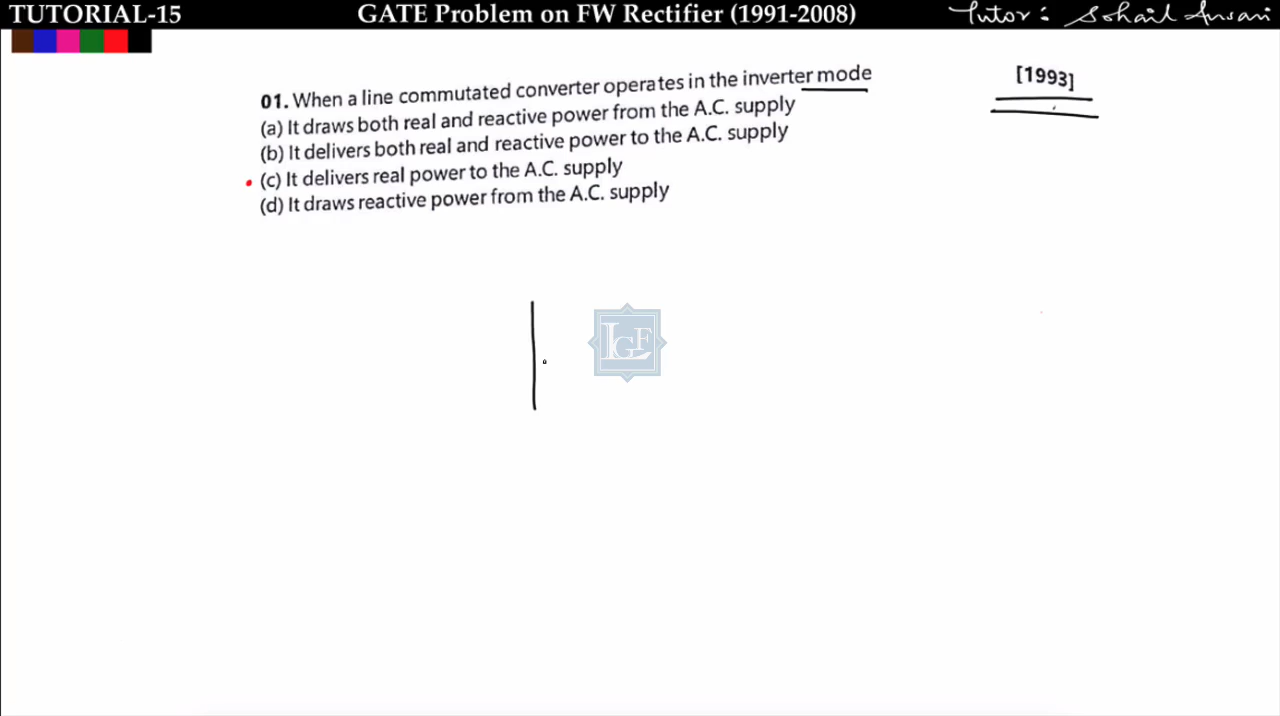 TUTORIAL-15
GATE Problem on FW Rectifier (1991-2008)
Tutor: Sohail Ansari
01. When a line commutated converter operates in the inverter mode
[1993]
(a) It draws both real and reactive power from the A.C. supply
(b) It delivers both real and reactive power to the A.C. supply
(c) It delivers real power to the A.C. supply
(d) It draws reactive power from the A.C. supply
LGF